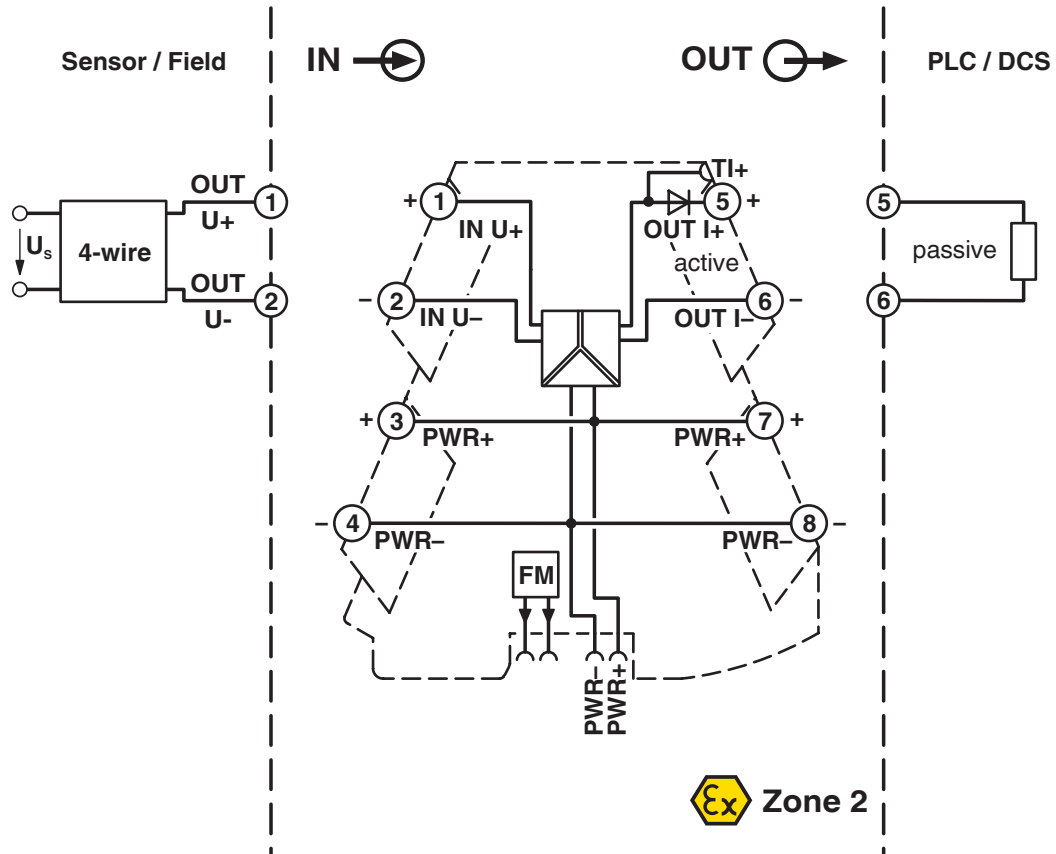 Sensor / Field
IN
OUT
PLC / DCS
OUT
U+
1
Us
4-wire
OUT
U-
2
+
1
IN U+
TI+
5
+
OUT I+
active
–
2
IN U–
6
–
OUT I–
5
passive
6
+
3
PWR+
7
+
PWR+
–
4
PWR–
8
–
PWR–
FM
PWR–
PWR+
Ex
Zone 2